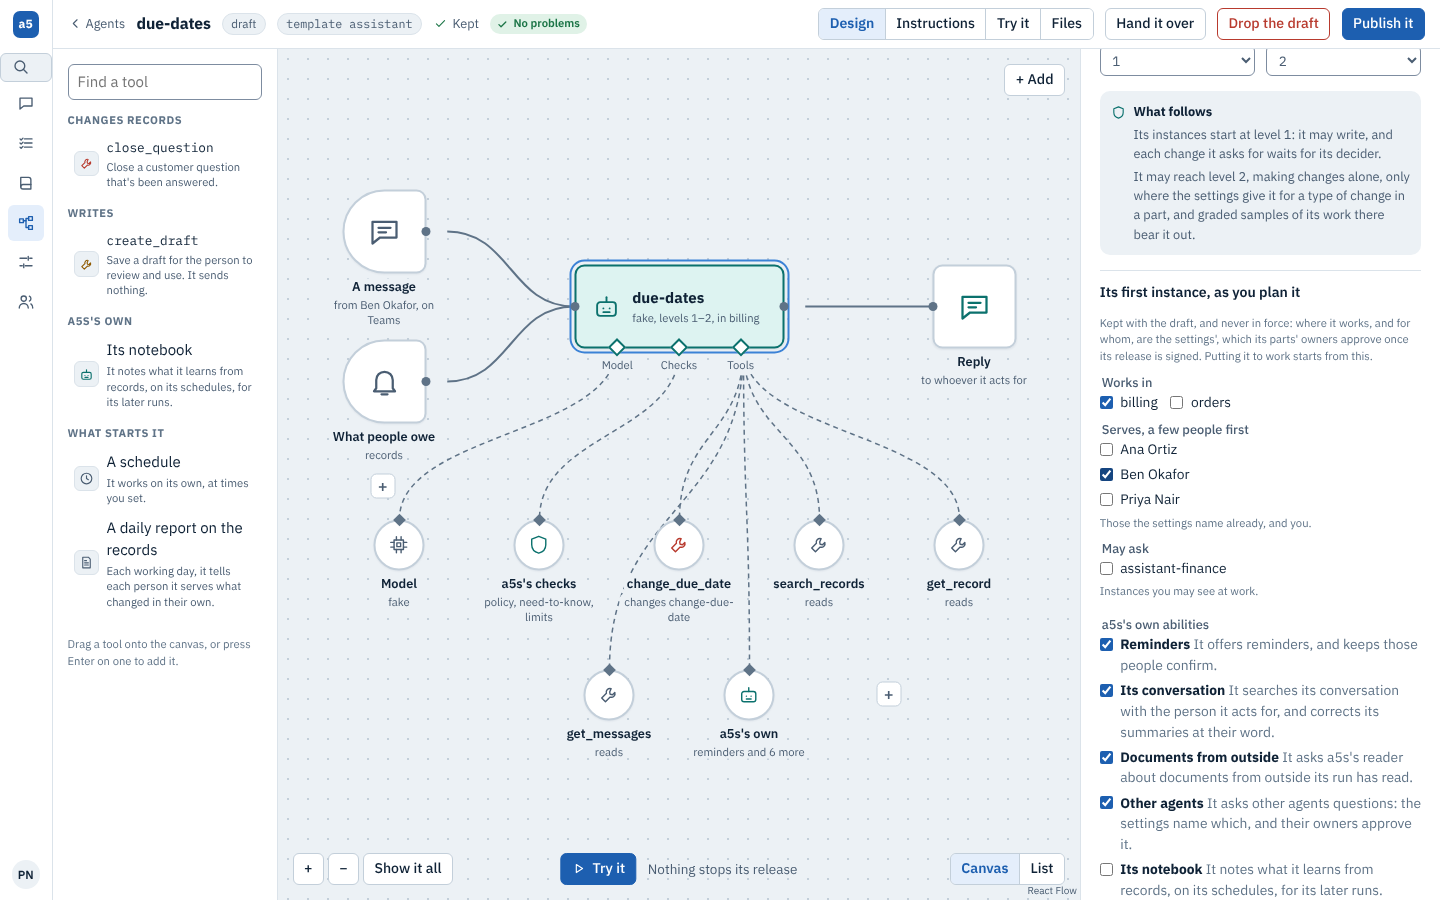 a5
Agents
due-dates
draft
template assistant
Kept
No problems
Design
Instructions
Try it
Files
Hand it over
Drop the draft
Publish it
Find a tool
CHANGES RECORDS
close_question
Close a customer question
that's been answered.
WRITES
create_draft
Save a draft for the person to
review and use. It sends
nothing.
A5S'S OWN
Its notebook
It notes what it learns from
records, on its schedules, for
its later runs.
WHAT STARTS IT
A schedule
It works on its own, at times
you set.
A daily report on the
records
Each working day, it tells
each person it serves what
changed in their own.
Drag a tool onto the canvas, or press
Enter on one to add it.
PN
+ Add
A message
from Ben Okafor, on
Teams
What people owe
records
+
due-dates
fake, levels 1–2, in billing
Model
Checks
Tools
Reply
to whoever it acts for
Model
fake
a5s's checks
policy, need-to-know,
limits
change_due_date
changes change-due-
date
search_records
reads
get_record
reads
get_messages
reads
a5s's own
reminders and 6 more
+
+
−
Show it all
Try it
Nothing stops its release
Canvas
List
React Flow
1
2
What follows
Its instances start at level 1: it may write, and
each change it asks for waits for its decider.
It may reach level 2, making changes alone, only
where the settings give it for a type of change in
a part, and graded samples of its work there
bear it out.
Its first instance, as you plan it
Kept with the draft, and never in force: where it works, and for
whom, are the settings', which its parts' owners approve once
its release is signed. Putting it to work starts from this.
Works in
billing
orders
Serves, a few people first
Ana Ortiz
Ben Okafor
Priya Nair
Those the settings name already, and you.
May ask
assistant-finance
Instances you may see at work.
a5s's own abilities
Reminders It offers reminders, and keeps those
people confirm.
Its conversation It searches its conversation
with the person it acts for, and corrects its
summaries at their word.
Documents from outside It asks a5s's reader
about documents from outside its run has read.
Other agents It asks other agents questions: the
settings name which, and their owners approve
it.
Its notebook It notes what it learns from
records, on its schedules, for its later runs.